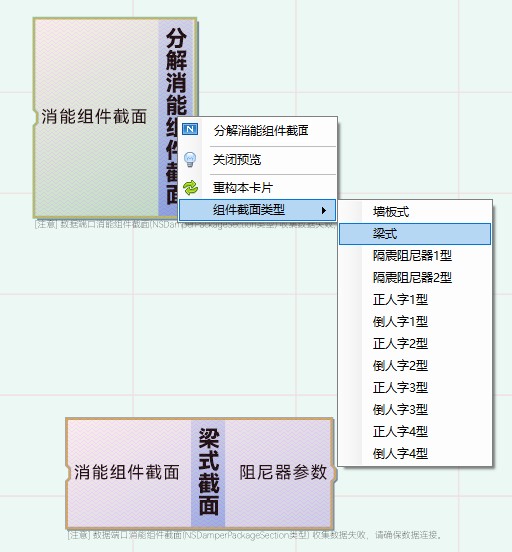 消能组件截面
分解消能组件截面
分解消能组件截面
关闭预览
重构本卡片
组件截面类型
[注意] 数据端口消能组件截面(NSDamperPackageSection类型) 收集数据失败,
墙板式
梁式
隔震阻尼器1型
隔震阻尼器2型
正人字1型
倒人字1型
正人字2型
倒人字2型
正人字3型
倒人字3型
正人字4型
倒人字4型
消能组件截面
梁式截面
阻尼器参数
[注意] 数据端口消能组件截面(NSDamperPackageSection类型) 收集数据失败，请确保数据连接。